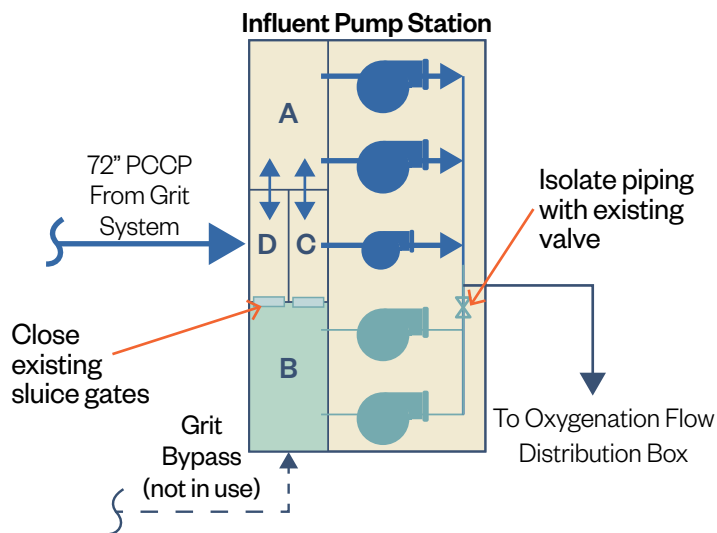 Influent Pump Station
A
72” PCCP
From Grit
System
D
C
Isolate piping
with existing
valve
Close
existing
sluice gates
B
Grit
Bypass
(not in use)
To Oxygenation Flow
Distribution Box